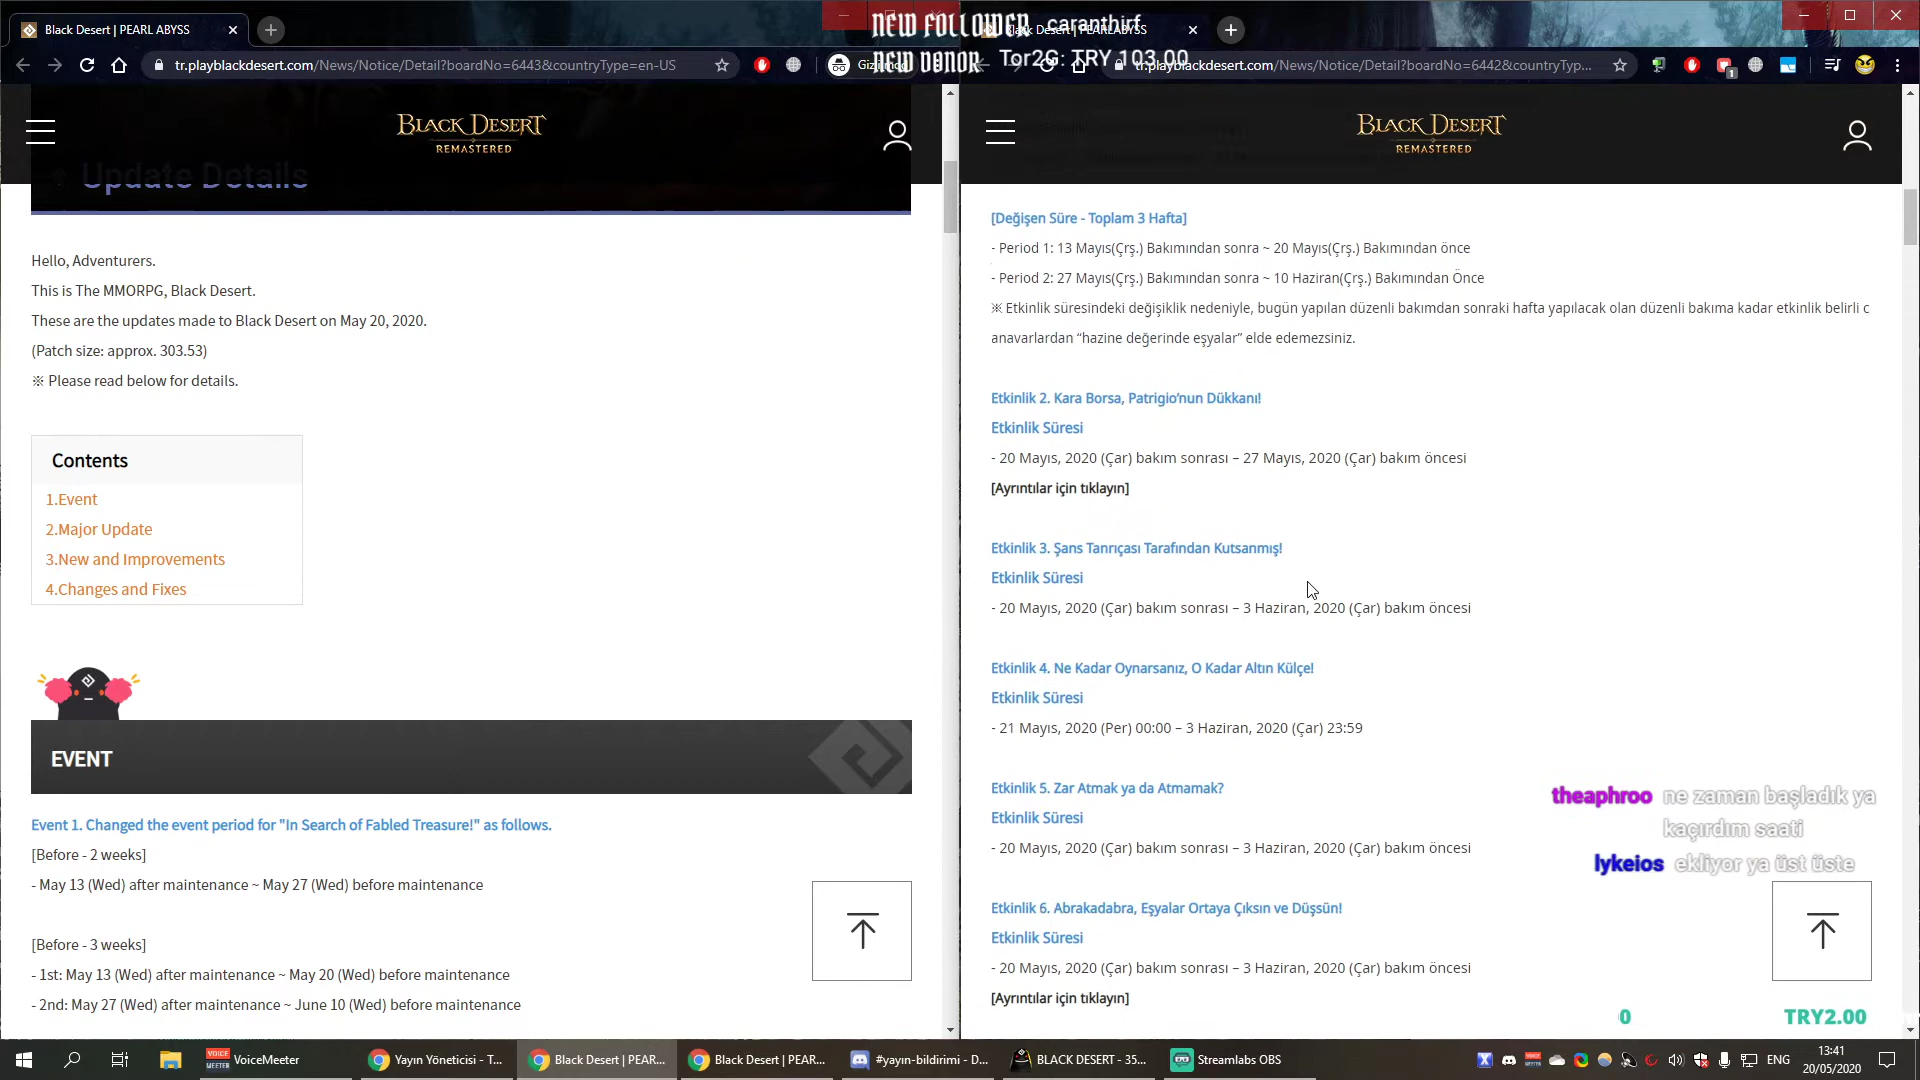 Black Desert | PEARL ABYSS
NEW FOLLOWER caranthirf
NEW DONOR Tor26: TRY 103.00
tr.playblackdesert.com/News/Notice/Detail?boardNo=6443&countryType=en-US
tr.playblackdesert.com/News/Notice/Detail?boardNo=6442&countryTyp...
BLACK DESERT
REMASTERED
Update Details
Hello, Adventurers.
This is The MMORPG, Black Desert.
These are the updates made to Black Desert on May 20, 2020.
(Patch size: approx. 303.53)
※ Please read below for details.
Contents
1.Event
2.Major Update
3.New and Improvements
4.Changes and Fixes
EVENT
Event 1. Changed the event period for "In Search of Fabled Treasure!" as follows.
[Before - 2 weeks]
- May 13 (Wed) after maintenance ~ May 27 (Wed) before maintenance
[Before - 3 weeks]
- 1st: May 13 (Wed) after maintenance ~ May 20 (Wed) before maintenance
- 2nd: May 27 (Wed) after maintenance ~ June 10 (Wed) before maintenance
BLACK DESERT
REMASTERED
[Değişen Süre - Toplam 3 Hafta]
- Period 1: 13 Mayıs(Çrş.) Bakımından sonra ~ 20 Mayıs(Çrş.) Bakımından önce
- Period 2: 27 Mayıs(Çrş.) Bakımından sonra ~ 10 Haziran(Çrş.) Bakımından Önce
※ Etkinlik süresindeki değişiklik nedeniyle, bugün yapılan düzenli bakımdan sonraki hafta yapılacak olan düzenli bakıma kadar etkinlik belirli c
anavarlardan “hazine değerinde eşyalar” elde edemezsiniz.
Etkinlik 2. Kara Borsa, Patrigio’nun Dükkanı!
Etkinlik Süresi
- 20 Mayıs, 2020 (Çar) bakım sonrası – 27 Mayıs, 2020 (Çar) bakım öncesi
[Ayrıntılar için tıklayın]
Etkinlik 3. Şans Tanrıçası Tarafından Kutsanmış!
Etkinlik Süresi
- 20 Mayıs, 2020 (Çar) bakım sonrası – 3 Haziran, 2020 (Çar) bakım öncesi
Etkinlik 4. Ne Kadar Oynarsanız, O Kadar Altın Külçe!
Etkinlik Süresi
- 21 Mayıs, 2020 (Per) 00:00 – 3 Haziran, 2020 (Çar) 23:59
Etkinlik 5. Zar Atmak ya da Atmamak?
Etkinlik Süresi
- 20 Mayıs, 2020 (Çar) bakım sonrası – 3 Haziran, 2020 (Çar) bakım öncesi
Etkinlik 6. Abrakadabra, Eşyalar Ortaya Çıksın ve Düşsün!
Etkinlik Süresi
- 20 Mayıs, 2020 (Çar) bakım sonrası – 3 Haziran, 2020 (Çar) bakım öncesi
[Ayrıntılar için tıklayın]
theaphroo ne zaman başladık ya
kaçırdım saati
lykeios ekliyor ya üst üste
0 TRY2.00
VoiceMeeter
Yayın Yöneticisi - T...
Black Desert | PEAR...
Black Desert | PEAR...
#yayın-bildirimi - D...
BLACK DESERT - 35...
Streamlabs OBS
ENG
13:41
20/05/2020